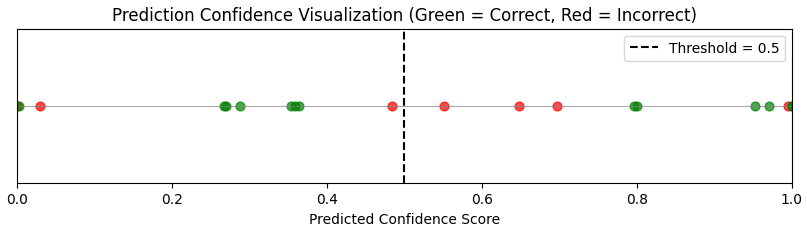 Prediction Confidence Visualization (Green = Correct, Red = Incorrect)
Threshold = 0.5
0.0 0.2 0.4 0.6 0.8 1.0
Predicted Confidence Score